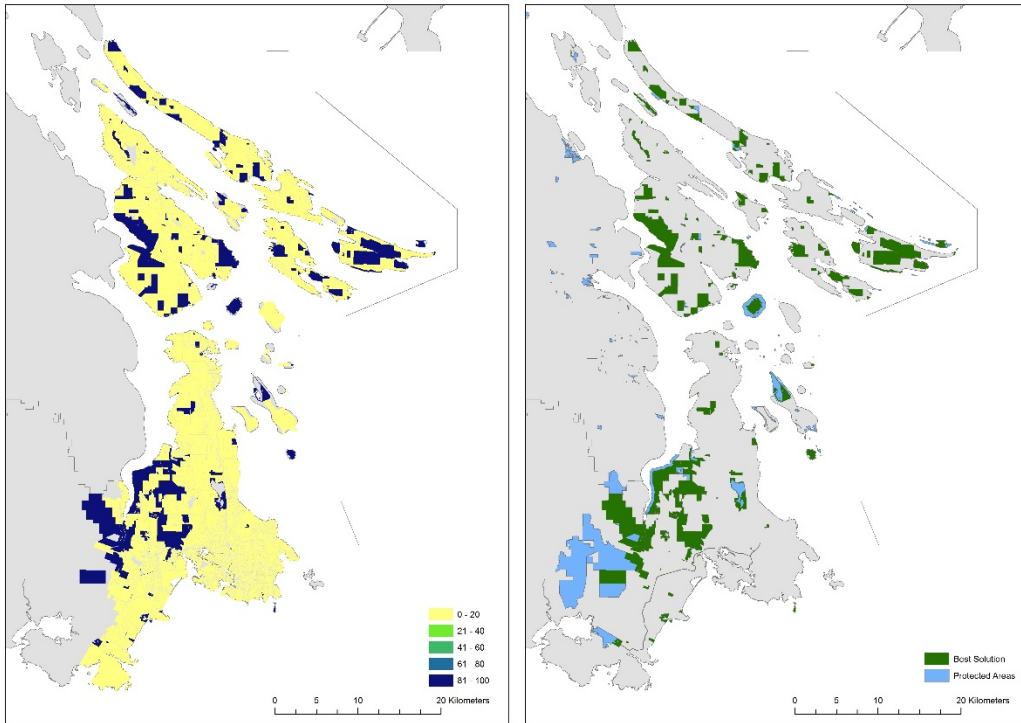 0 - 20
21 - 40
41 - 60
61 80
81 - 100
0 5 10 20 Kilometers
Bost Solution
Protected Areas
0 5 10 20 Kilometers